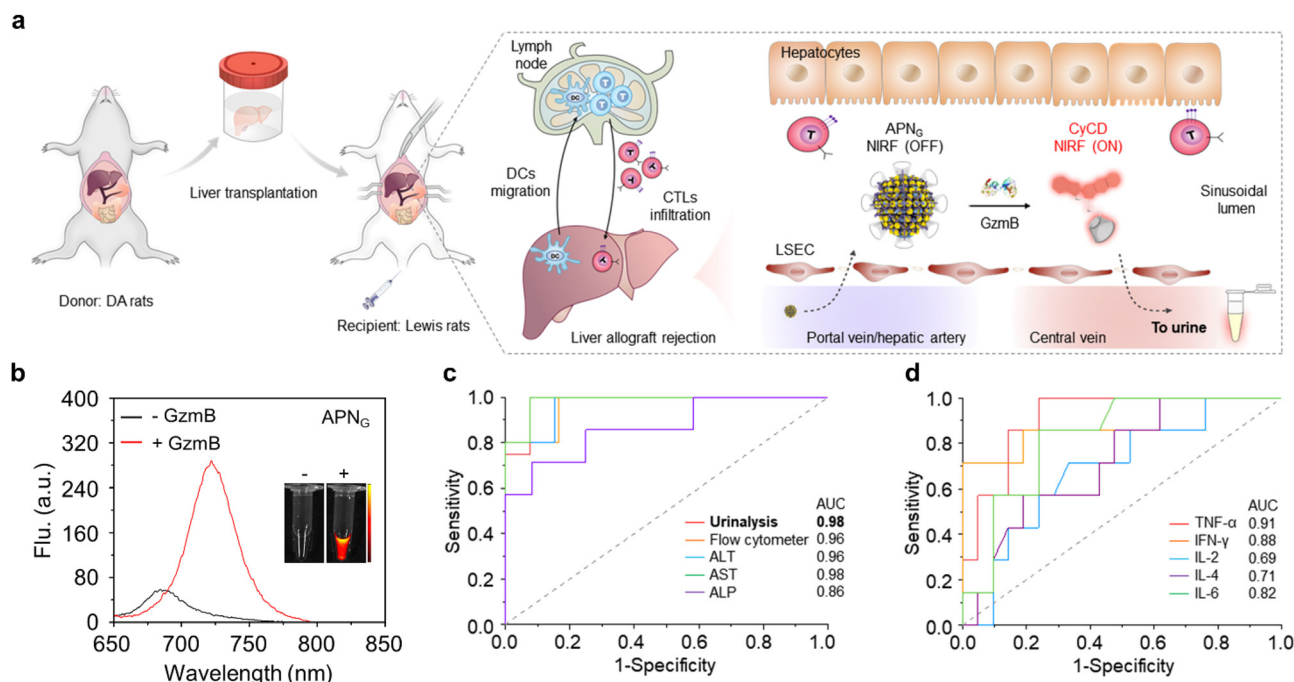 a
Liver transplantation
Donor: DA rats
Recipient: Lewis rats
Lymph
node
DC
T
T
T
DCs
migration
T
T
T
CTLs
infiltration
DC
T
Liver allograft rejection
Hepatocytes
T
APNG
NIRF (OFF)
GzmB
CyCD
NIRF (ON)
T
Sinusoidal
lumen
LSEC
Portal vein/hepatic artery
Central vein
To urine
b
400
320
240
160
80
0
Flu. (a.u.)
- GzmB
+ GzmB
APNG
- +
650 700 750 800 850
Wavelength (nm)
c
1.0
0.8
0.6
0.4
0.2
0.0
Sensitivity
AUC
Urinalysis 0.98
Flow cytometer 0.96
ALT 0.96
AST 0.98
ALP 0.86
0.0 0.2 0.4 0.6 0.8 1.0
1-Specificity
d
1.0
0.8
0.6
0.4
0.2
0.0
Sensitivity
AUC
TNF-α 0.91
IFN-γ 0.88
IL-2 0.69
IL-4 0.71
IL-6 0.82
0.0 0.2 0.4 0.6 0.8 1.0
1-Specificity